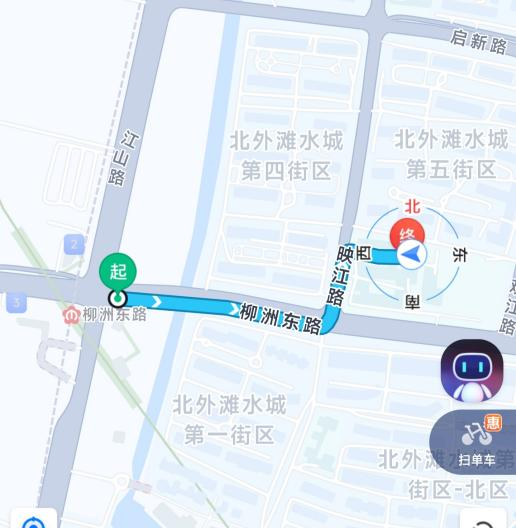 启新路
江山路
北外滩水城
第四街区
北外滩水城
第五街区
北
终
西
东
南
2
起
映江路
3
柳洲东路
柳洲东路
北外滩水城
第一街区
惠
扫单车
北外滩
第
街区-北区
江路